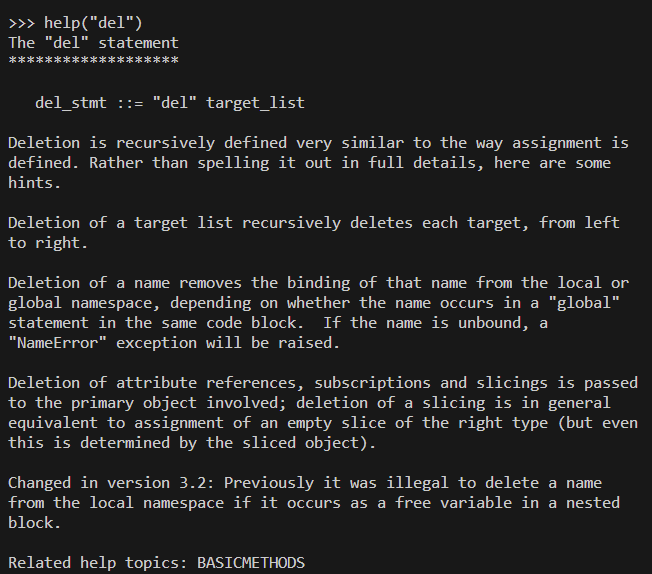 >>> help("del")
The "del" statement
*******************
del_stmt ::= "del" target_list
Deletion is recursively defined very similar to the way assignment is
defined. Rather than spelling it out in full details, here are some
hints.
Deletion of a target list recursively deletes each target, from left
to right.
Deletion of a name removes the binding of that name from the local or
global namespace, depending on whether the name occurs in a "global"
statement in the same code block.  If the name is unbound, a
"NameError" exception will be raised.
Deletion of attribute references, subscriptions and slicings is passed
to the primary object involved; deletion of a slicing is in general
equivalent to assignment of an empty slice of the right type (but even
this is determined by the sliced object).
Changed in version 3.2: Previously it was illegal to delete a name
from the local namespace if it occurs as a free variable in a nested
block.
Related help topics: BASICMETHODS